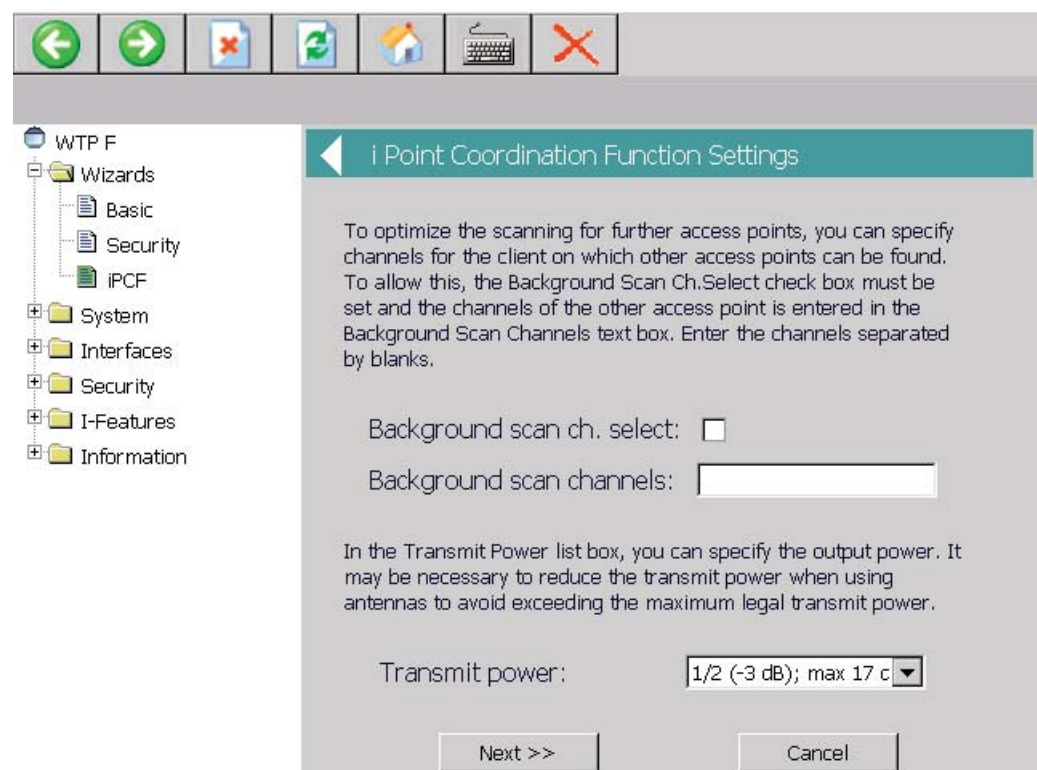 WTP F
Wizards
Basic
Security
iPCF
System
Interfaces
Security
I-Features
Information
i Point Coordination Function Settings
To optimize the scanning for further access points, you can specify
channels for the client on which other access points can be found.
To allow this, the Background Scan Ch.Select check box must be
set and the channels of the other access point is entered in the
Background Scan Channels text box. Enter the channels separated
by blanks.
Background scan ch. select:
Background scan channels:
In the Transmit Power list box, you can specify the output power. It
may be necessary to reduce the transmit power when using
antennas to avoid exceeding the maximum legal transmit power.
Transmit power: 1/2 (-3 dB); max 17 c
Next >> Cancel